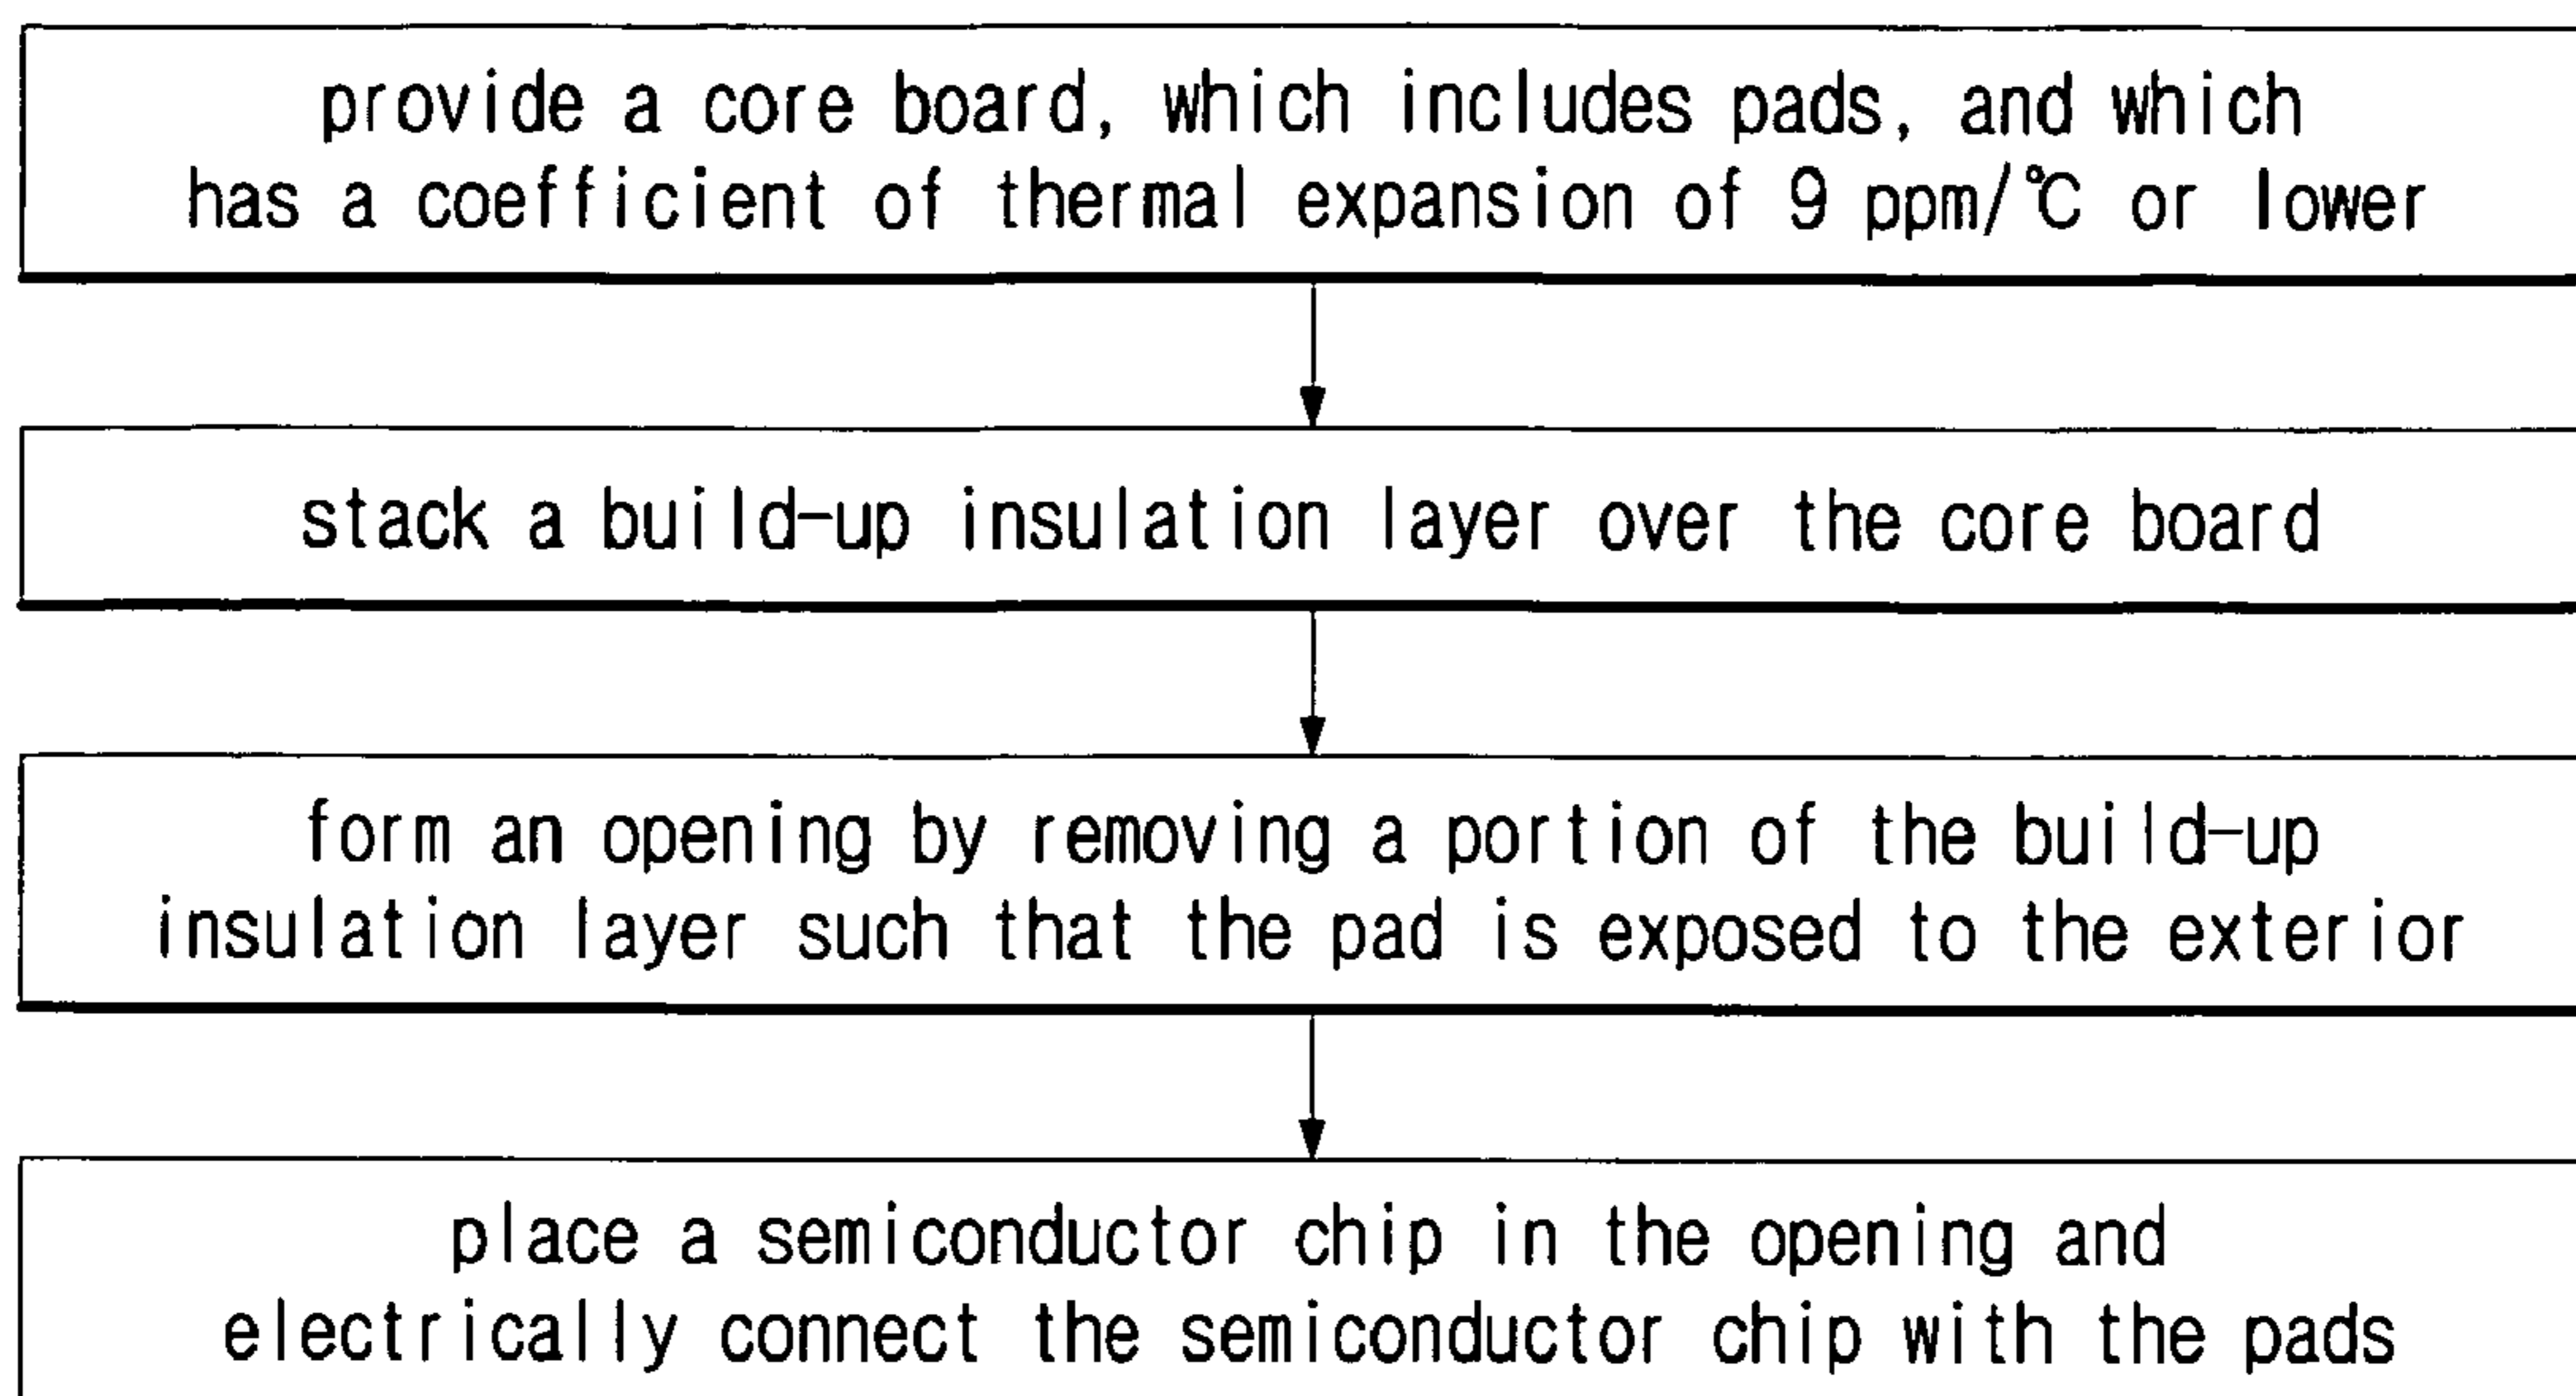 provide a core board, which includes pads, and which
has a coefficient of thermal expansion of 9 ppm/℃ or lower
stack a build-up insulation layer over the core board
form an opening by removing a portion of the build-up
insulation layer such that the pad is exposed to the exterior
place a semiconductor chip in the opening and
electrically connect the semiconductor chip with the pads